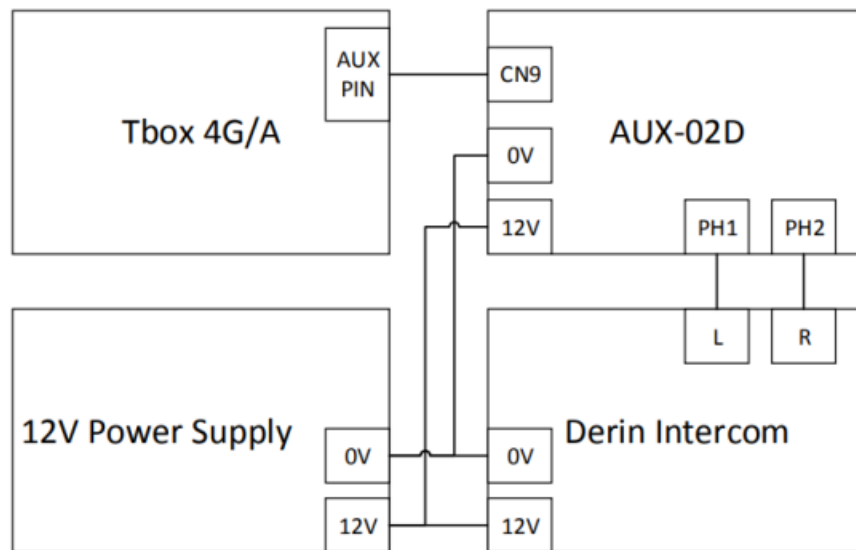 AUX
PIN
Tbox 4G/A
CN9
AUX-02D
0V
12V
PH1
PH2
L
R
12V Power Supply
0V
12V
Derin Intercom
0V
12V